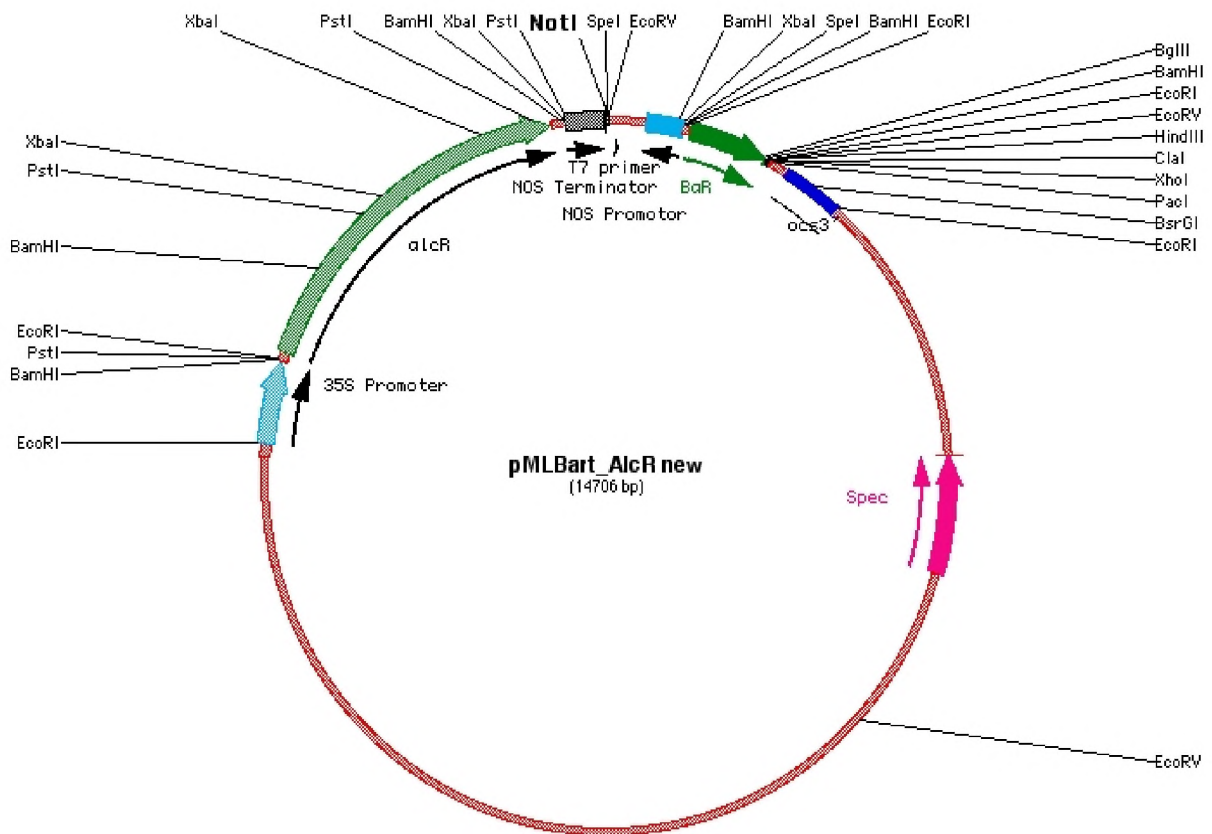 XbaI PstI BamHI XbaI PstI NotI SpeI EcoRV BamHI XbaI SpeI BamHI EcoRI
BglII
BamHI
EcoRI
EcoRV
HindIII
ClaI
XhoI
PacI
BsrGI
EcoRI
XbaI
PstI
BamHI
EcoRI
PstI
BamHI
EcoRI
T7 primer
NOS Terminator
BaR
NOS Promotor
ocs3'
alcR
35S Promoter
pMLBart_AlcR new
(14706 bp)
Spec
EcoRV